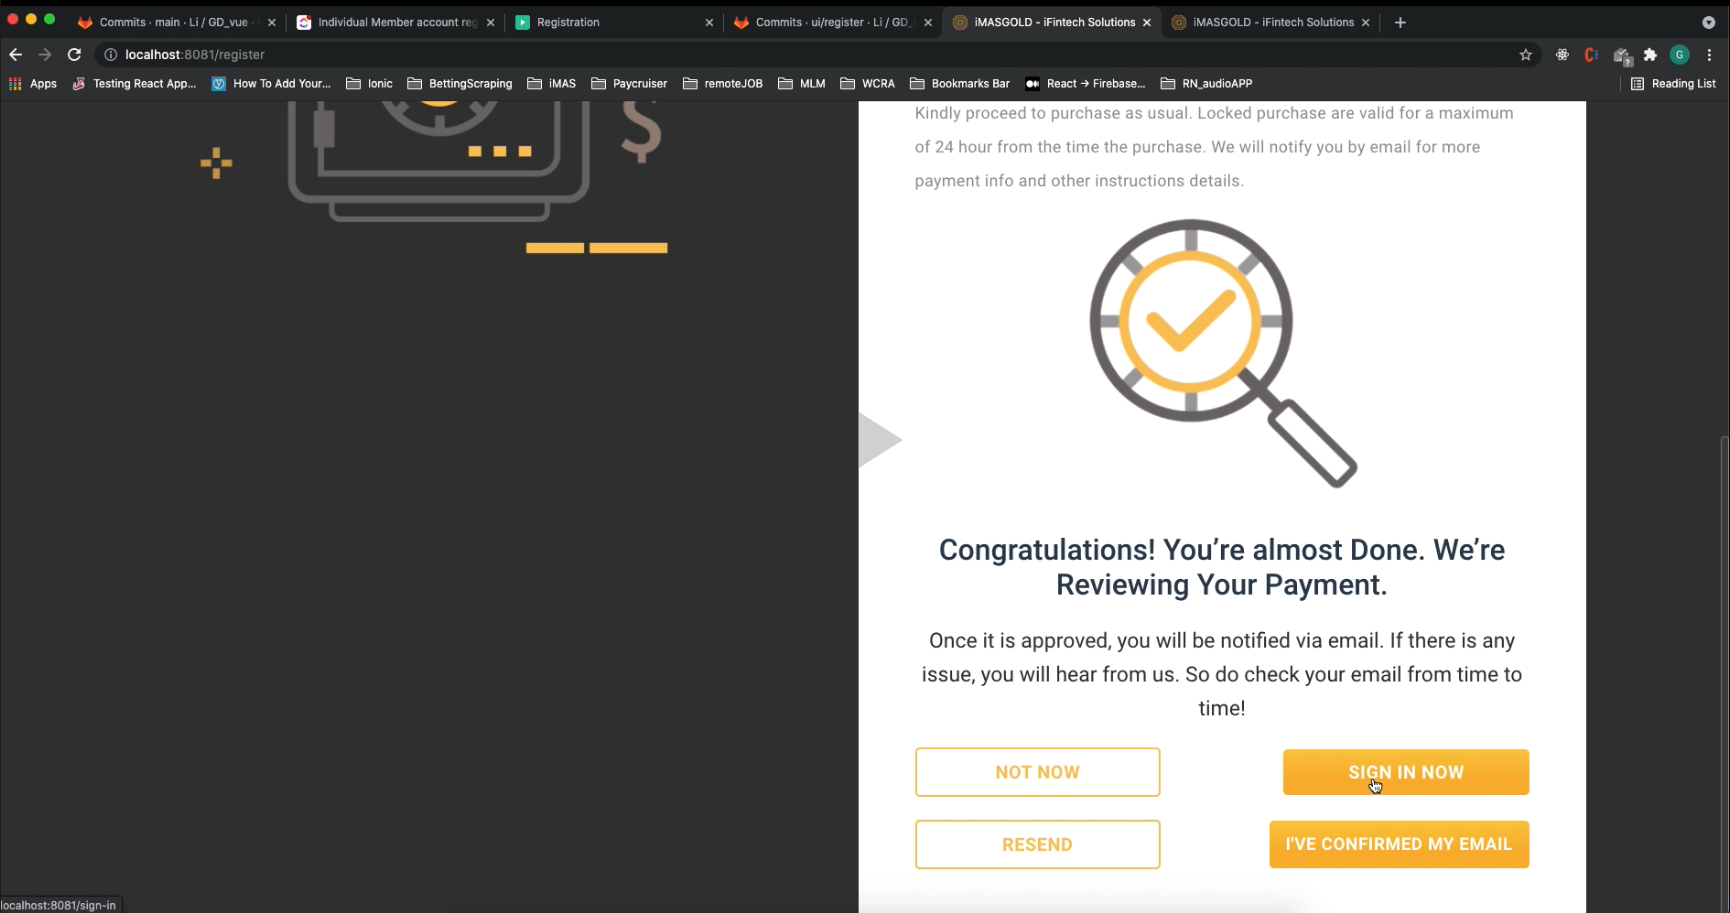 Commits · main · Li / GD_vue ·
Individual Member account reg
Registration
Commits · ui/register · Li / GD_
iMASGOLD - iFintech Solutions
iMASGOLD - iFintech Solutions
localhost:8081/register
G
Apps
Testing React App...
How To Add Your...
Ionic
BettingScraping
iMAS
Paycruiser
remoteJOB
MLM
WCRA
Bookmarks Bar
React → Firebase...
RN_audioAPP
Reading List
Kindly proceed to purchase as usual. Locked purchase are valid for a maximum
of 24 hour from the time the purchase. We will notify you by email for more
payment info and other instructions details.
$
Congratulations! You’re almost Done. We’re
Reviewing Your Payment.
Once it is approved, you will be notified via email. If there is any
issue, you will hear from us. So do check your email from time to
time!
NOT NOW
SIGN IN NOW
RESEND
I'VE CONFIRMED MY EMAIL
localhost:8081/sign-in